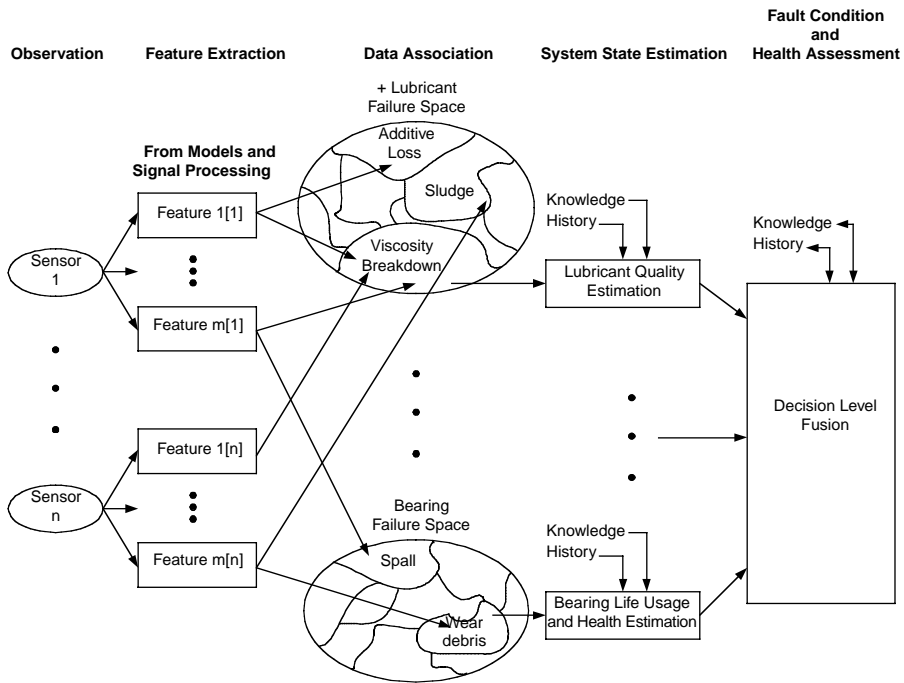 Fault Condition
and
Health Assessment
Observation
Feature Extraction
Data Association
System State Estimation
+ Lubricant
Failure Space
From Models and
Signal Processing
Additive
Loss
Sludge
Viscosity
Breakdown
Feature 1[1]
Feature m[1]
Sensor
1
Knowledge
History
Lubricant Quality
Estimation
Knowledge
History
Decision Level
Fusion
Feature 1[n]
Feature m[n]
Sensor
n
Bearing
Failure Space
Spall
Wear
debris
Knowledge
History
Bearing Life Usage
and Health Estimation